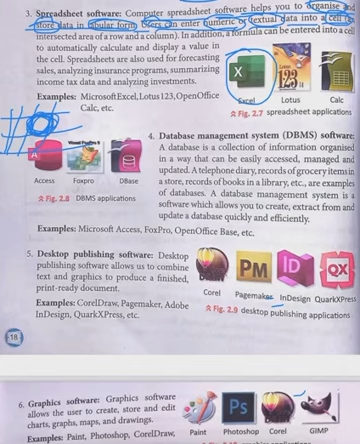 3. Spreadsheet software: Computer spreadsheet software helps you to organise and
store data in tabular form. Users can enter numeric or textual data into a cell (the
intersected area of a row and a column). In addition, a formula can be entered into a cell
to automatically calculate and display a value in
the cell. Spreadsheets are also used for forecasting
sales, analyzing insurance programs, summarizing
income tax data and analyzing investments.
Examples: Microsoft Excel, Lotus 123, OpenOffice
Calc, etc.
Excel Lotus Calc
Fig. 2.7 spreadsheet applications
4. Database management system (DBMS) software:
A database is a collection of information organised
in a way that can be easily accessed, managed and
updated. A telephone diary, records of grocery items in
a store, records of books in a library, etc., are examples
of databases. A database management system is a
software which allows you to create, extract from and
update a database quickly and efficiently.
Access Foxpro DBase
Fig. 2.8 DBMS applications
Examples: Microsoft Access, FoxPro, OpenOffice Base, etc.
5. Desktop publishing software: Desktop
publishing software allows us to combine
text and graphics to produce a finished,
print-ready document.
Examples: CorelDraw, Pagemaker, Adobe
InDesign, QuarkXPress, etc.
PM ID QX
Corel Pagemaker InDesign QuarkXPress
Fig. 2.9 desktop publishing applications
18
6. Graphics software: Graphics software
allows the user to create, store and edit
charts, graphs, maps, and drawings.
Examples: Paint, Photoshop, CorelDraw,
Ps
Paint Photoshop Corel GIMP